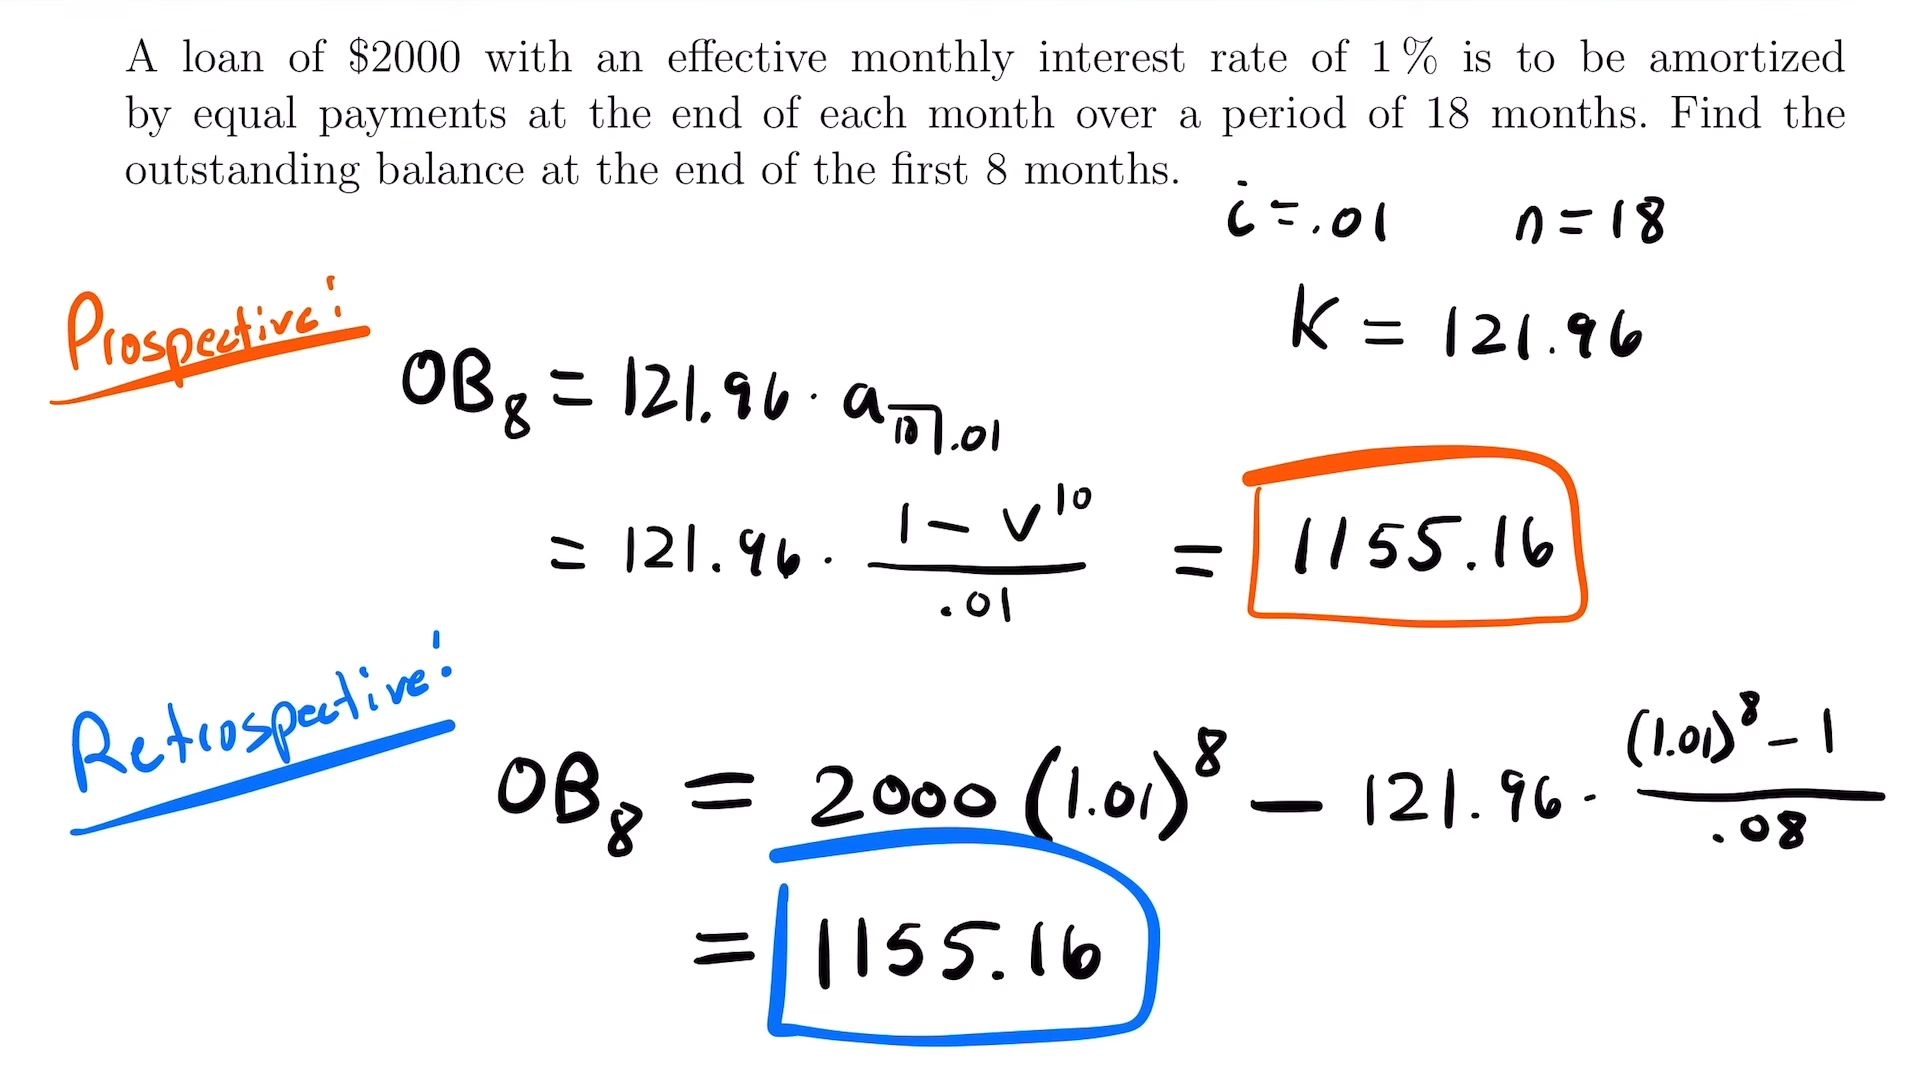 A loan of $2000 with an effective monthly interest rate of 1% is to be amortized
by equal payments at the end of each month over a period of 18 months. Find the
outstanding balance at the end of the first 8 months.
i = .01 n = 18
K = 121.96
Prospective:
OB₈ = 121.96 · a₁₀⌉.₀₁
= 121.96 · (1 - v¹⁰)/.01 = 1155.16
Retrospective:
OB₈ = 2000 (1.01)⁸ - 121.96 · ((1.01)⁸ - 1)/.08
= 1155.16